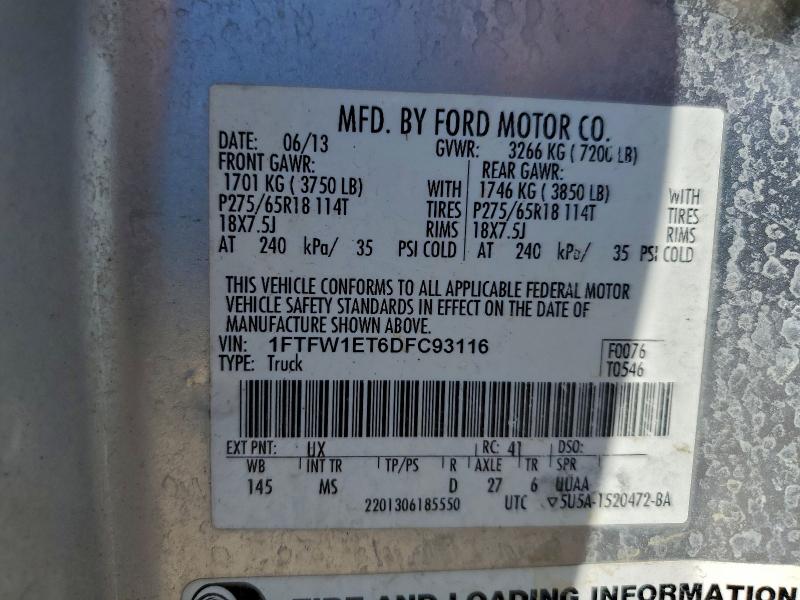 MFD. BY FORD MOTOR CO.
DATE: 06/13 GVWR: 3266 KG ( 7200 LB)
FRONT GAWR: REAR GAWR:
1701 KG ( 3750 LB) WITH 1746 KG ( 3850 LB) WITH
P275/65R18 114T TIRES P275/65R18 114T TIRES
18X7.5J RIMS 18X7.5J RIMS
AT 240 kPa/ 35 PSI COLD AT 240 kPa/ 35 PSI COLD
THIS VEHICLE CONFORMS TO ALL APPLICABLE FEDERAL MOTOR
VEHICLE SAFETY STANDARDS IN EFFECT ON THE DATE OF
MANUFACTURE SHOWN ABOVE.
VIN: 1FTFW1ET6DFC93116
TYPE: Truck
F0076
T0546
EXT PNT: UX RC: 41 DSO:
WB INT TR TP/PS R AXLE TR SPR
145 MS D 27 6 UUAA
2201306185550 UTC ▽5U5A-1520472-BA
TIRE AND LOADING INFORMATION